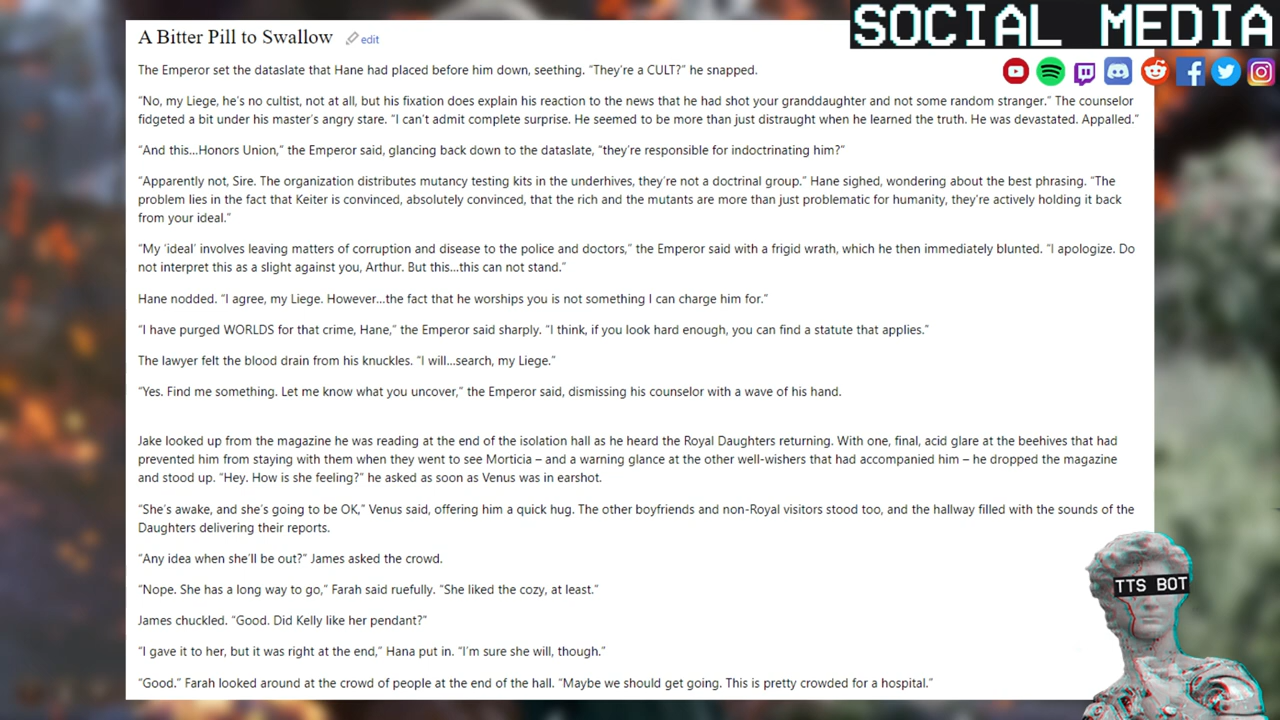 SOCIAL MEDIA
A Bitter Pill to Swallow edit
The Emperor set the dataslate that Hane had placed before him down, seething. “They’re a CULT?” he snapped.
“No, my Liege, he’s no cultist, not at all, but his fixation does explain his reaction to the news that he had shot your granddaughter and not some random stranger.” The counselor
fidgeted a bit under his master’s angry stare. “I can’t admit complete surprise. He seemed to be more than just distraught when he learned the truth. He was devastated. Appalled.”
“And this...Honors Union,” the Emperor said, glancing back down to the dataslate, “they’re responsible for indoctrinating him?”
“Apparently not, Sire. The organization distributes mutancy testing kits in the underhives, they’re not a doctrinal group.” Hane sighed, wondering about the best phrasing. “The
problem lies in the fact that Keiter is convinced, absolutely convinced, that the rich and the mutants are more than just problematic for humanity, they’re actively holding it back
from your ideal.”
“My ‘ideal’ involves leaving matters of corruption and disease to the police and doctors,” the Emperor said with a frigid wrath, which he then immediately blunted. “I apologize. Do
not interpret this as a slight against you, Arthur. But this...this can not stand.”
Hane nodded. “I agree, my Liege. However...the fact that he worships you is not something I can charge him for.”
“I have purged WORLDS for that crime, Hane,” the Emperor said sharply. “I think, if you look hard enough, you can find a statute that applies.”
The lawyer felt the blood drain from his knuckles. “I will...search, my Liege.”
“Yes. Find me something. Let me know what you uncover,” the Emperor said, dismissing his counselor with a wave of his hand.
Jake looked up from the magazine he was reading at the end of the isolation hall as he heard the Royal Daughters returning. With one, final, acid glare at the beehives that had
prevented him from staying with them when they went to see Morticia – and a warning glance at the other well-wishers that had accompanied him – he dropped the magazine
and stood up. “Hey. How is she feeling?” he asked as soon as Venus was in earshot.
“She’s awake, and she’s going to be OK,” Venus said, offering him a quick hug. The other boyfriends and non-Royal visitors stood too, and the hallway filled with the sounds of the
Daughters delivering their reports.
“Any idea when she’ll be out?” James asked the crowd.
“Nope. She has a long way to go,” Farah said ruefully. “She liked the cozy, at least.”
James chuckled. “Good. Did Kelly like her pendant?”
“I gave it to her, but it was right at the end,” Hana put in. “I’m sure she will, though.”
“Good.” Farah looked around at the crowd of people at the end of the hall. “Maybe we should get going. This is pretty crowded for a hospital.”
TTS BOT